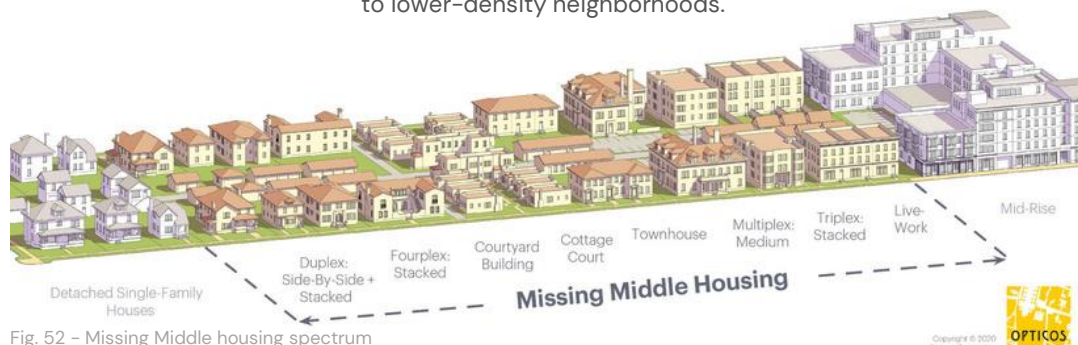 to lower-density neighborhoods.
Detached Single-Family
Houses
Duplex:
Side-By-Side +
Stacked
Fourplex:
Stacked
Courtyard
Building
Cottage
Court
Townhouse
Multiplex:
Medium
Triplex:
Stacked
Live-
Work
Mid-Rise
Missing Middle Housing
Fig. 52 - Missing Middle housing spectrum
Copyright © 2020
OPTICOS